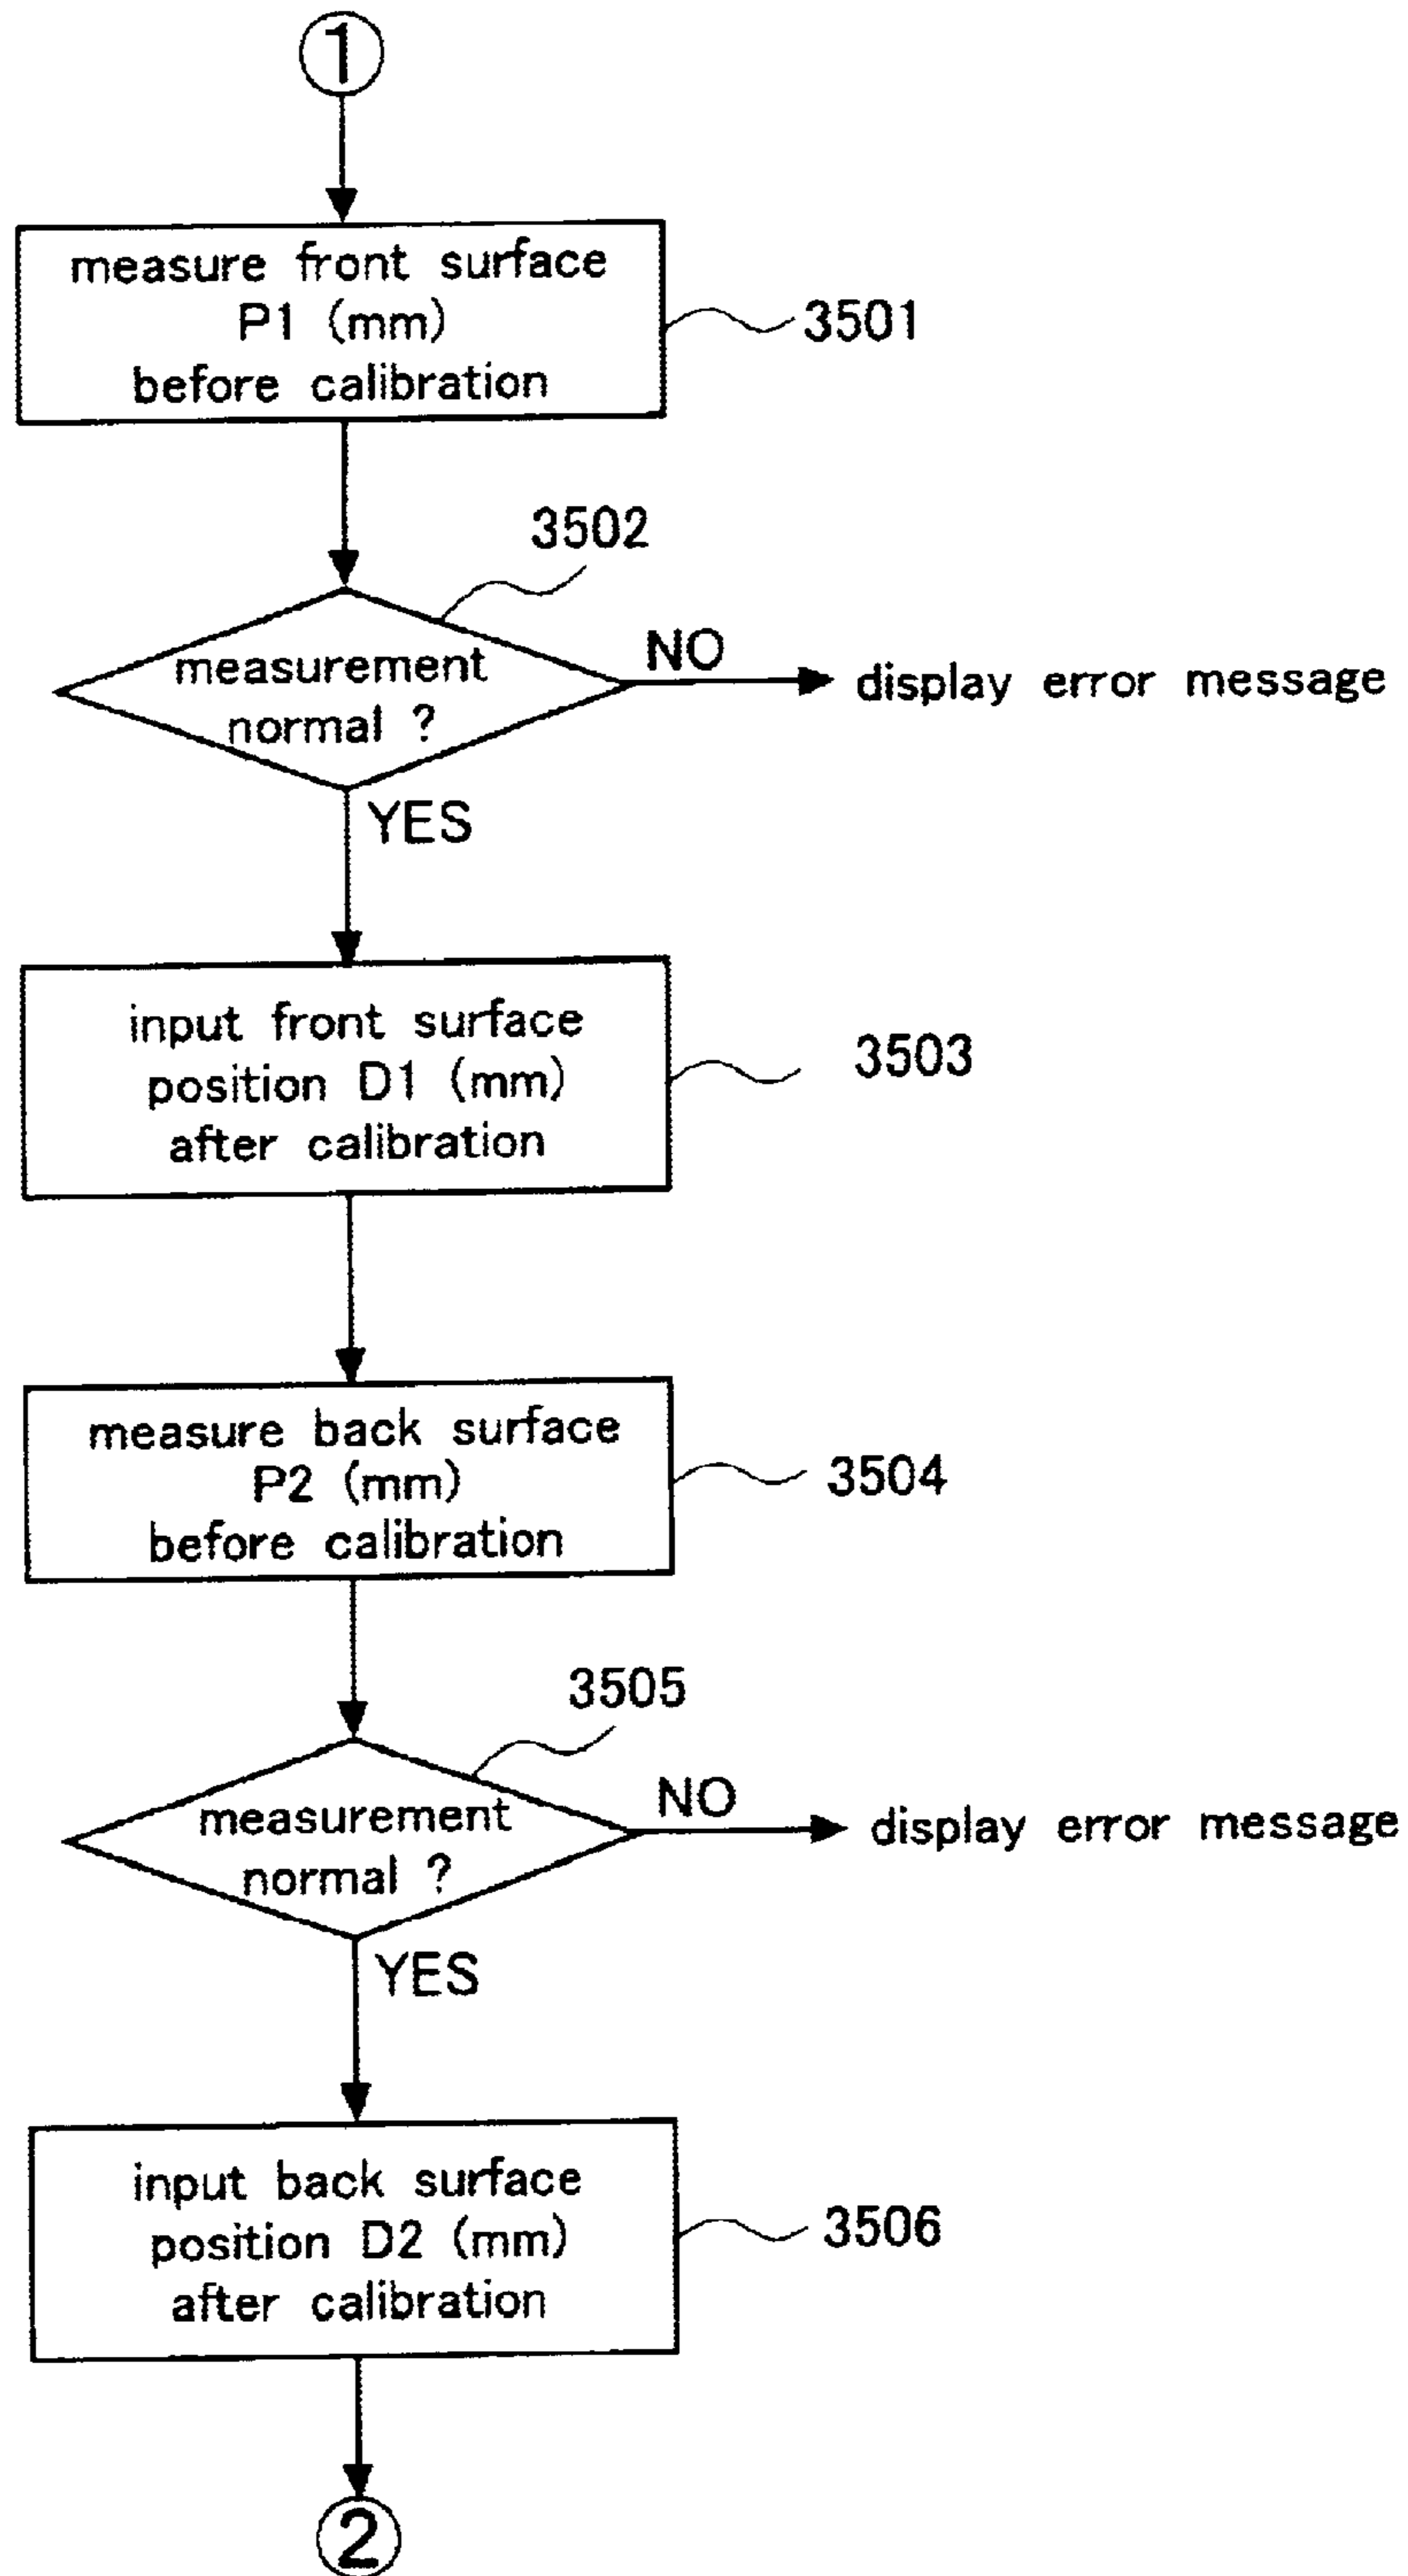 ①
measure front surface
P1 (mm)
before calibration
3501
3502
measurement
normal ?
NO
display error message
YES
input front surface
position D1 (mm)
after calibration
3503
measure back surface
P2 (mm)
before calibration
3504
3505
measurement
normal ?
NO
display error message
YES
input back surface
position D2 (mm)
after calibration
3506
②